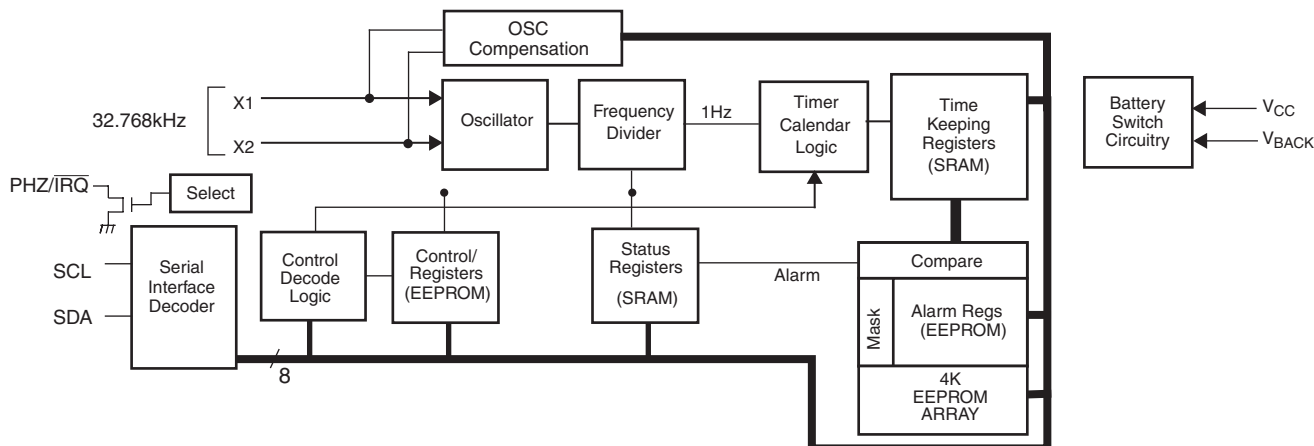 OSC
Compensation
32.768kHz
X1
X2
Oscillator
Frequency
Divider
1Hz
Timer
Calendar
Logic
Time
Keeping
Registers
(SRAM)
Battery
Switch
Circuitry
VCC
VBACK
PHZ/IRQ
Select
SCL
SDA
Serial
Interface
Decoder
Control
Decode
Logic
Control/
Registers
(EEPROM)
Status
Registers
(SRAM)
Alarm
Compare
Mask
Alarm Regs
(EEPROM)
4K
EEPROM
ARRAY
8